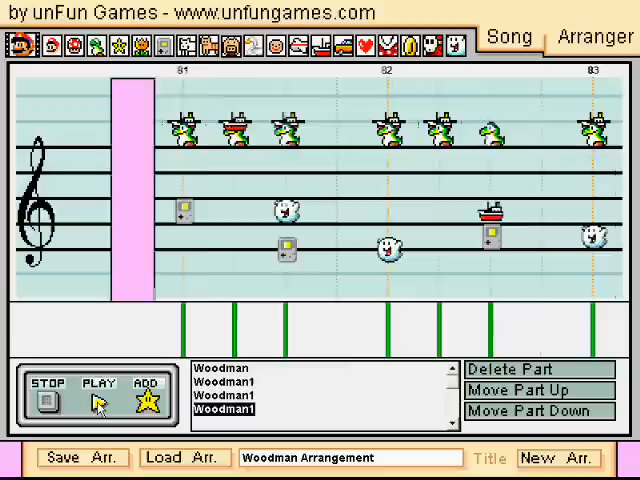 by unFun Games - www.unfungames.com
Song
Arranger
81
82
83
STOP
PLAY
ADD
Woodman
Woodman1
Woodman1
Woodman1
Delete Part
Move Part Up
Move Part Down
Save Arr.
Load Arr.
Woodman Arrangement
Title
New Arr.